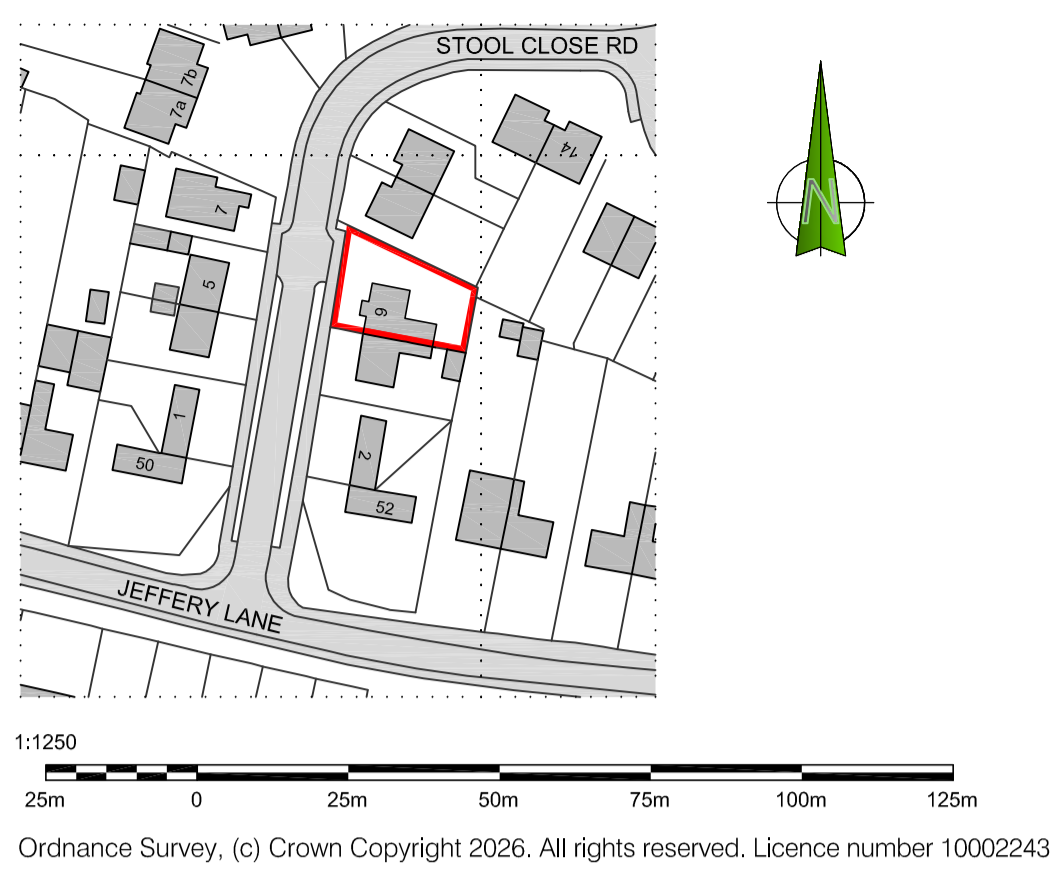 STOOL CLOSE RD
7b
7a
14
7
N
5
6
1
2
50
52
JEFFERY LANE
1:1250
25m 0 25m 50m 75m 100m 125m
Ordnance Survey, (c) Crown Copyright 2026. All rights reserved. Licence number 10002243